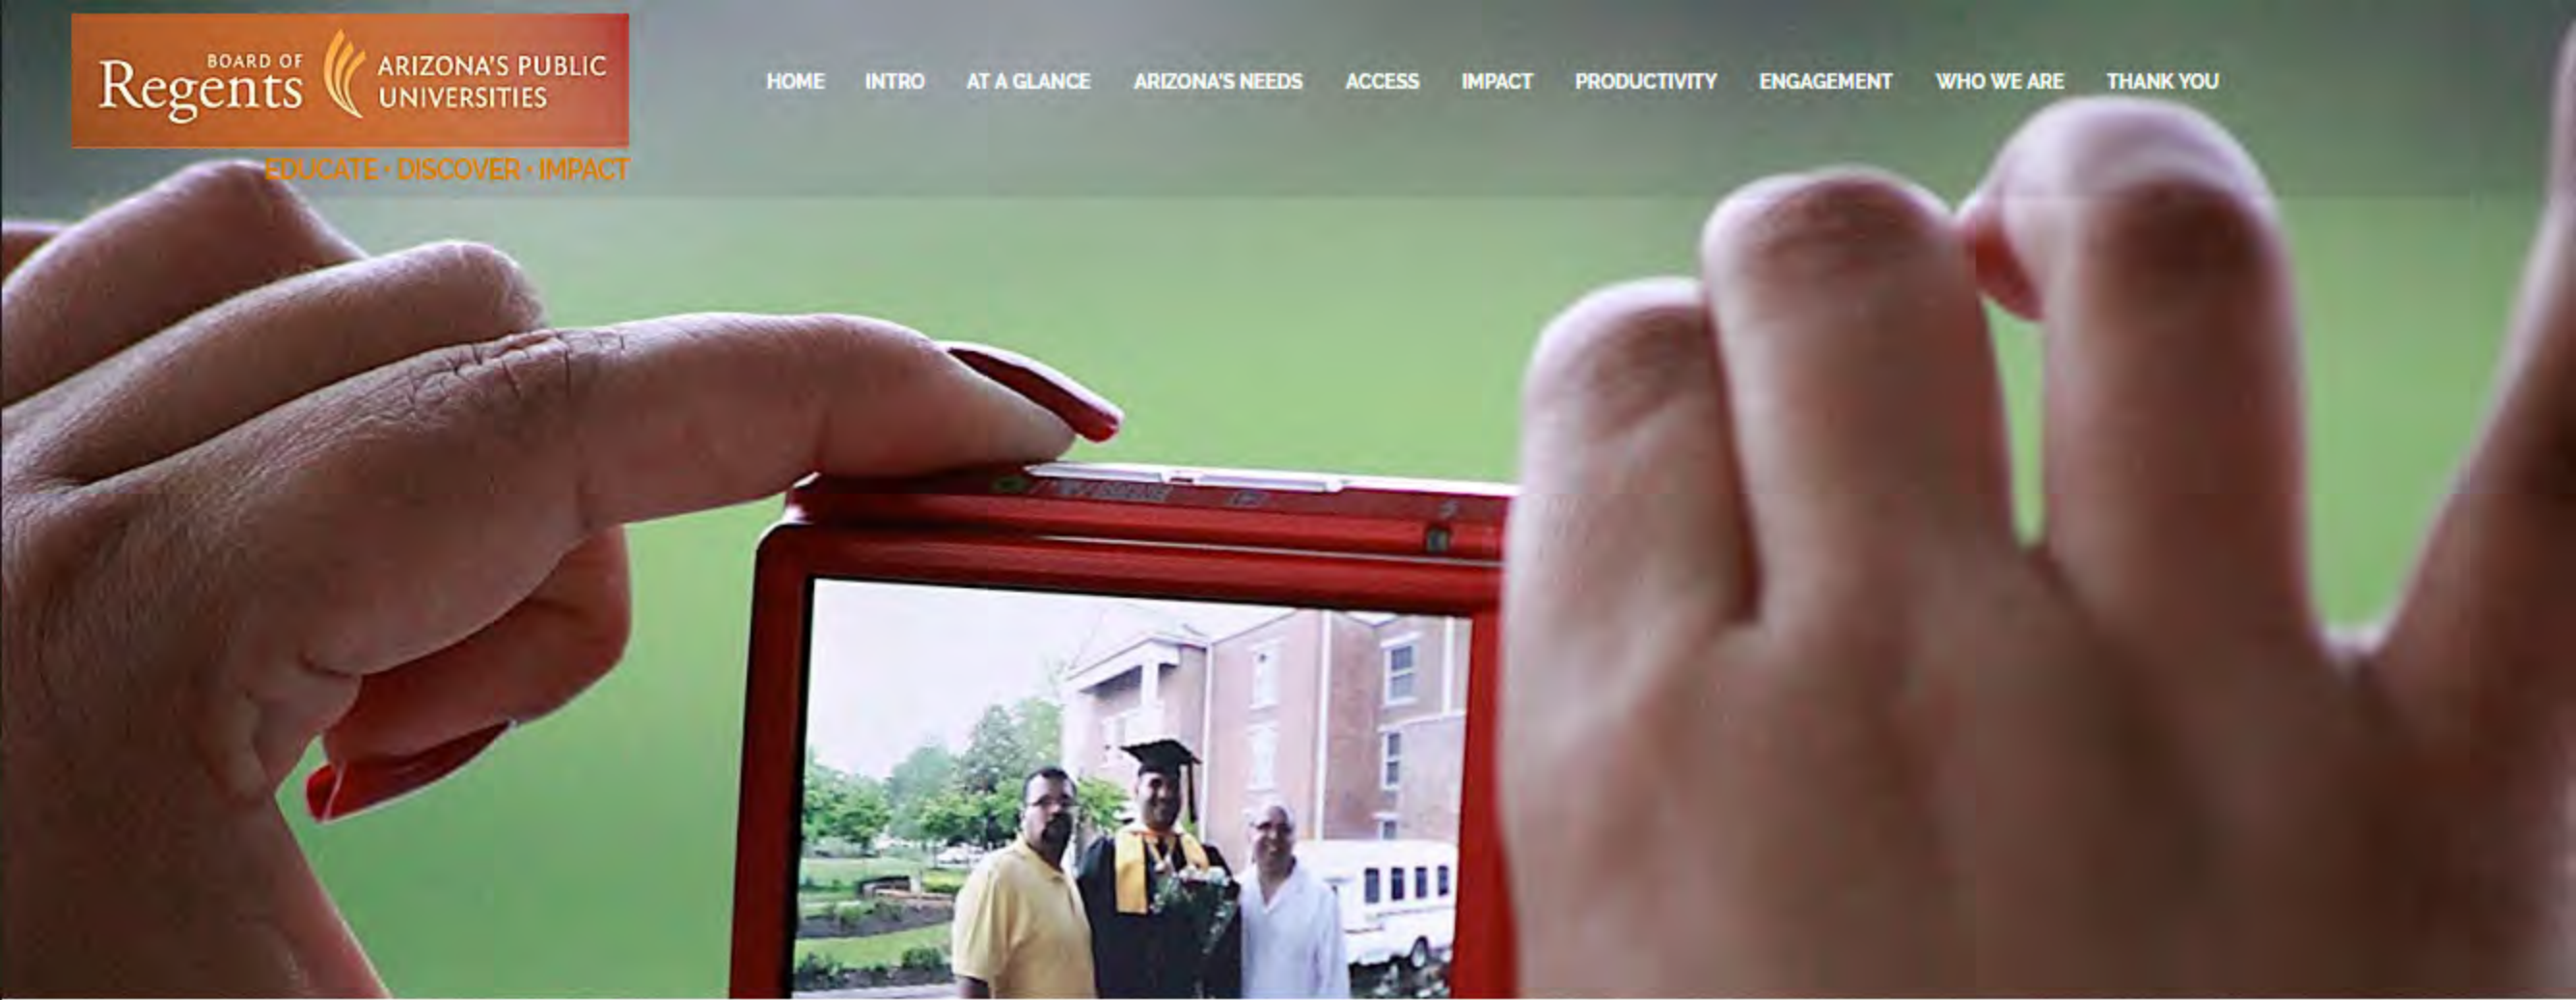 BOARD OF
Regents
ARIZONA'S PUBLIC
UNIVERSITIES
EDUCATE · DISCOVER · IMPACT
HOME INTRO AT A GLANCE ARIZONA'S NEEDS ACCESS IMPACT PRODUCTIVITY ENGAGEMENT WHO WE ARE THANK YOU